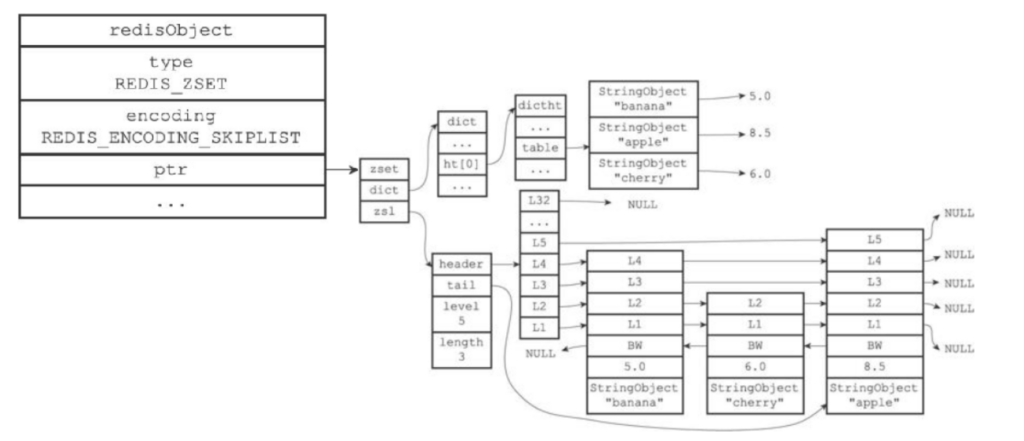 redisObject
type
REDIS_ZSET
encoding
REDIS_ENCODING_SKIPLIST
ptr
...
zset
dict
zsl
dict
...
ht[0]
...
dictht
...
table
...
StringObject
"banana"
5.0
StringObject
"apple"
8.5
StringObject
"cherry"
6.0
header
tail
level
5
length
3
L32
NULL
...
L5
L4
L3
L2
L1
NULL
L4
L3
L2
L1
BW
5.0
StringObject
"banana"
L2
L1
BW
6.0
StringObject
"cherry"
L5
L4
L3
L2
L1
BW
8.5
StringObject
"apple"
NULL
NULL
NULL
NULL
NULL